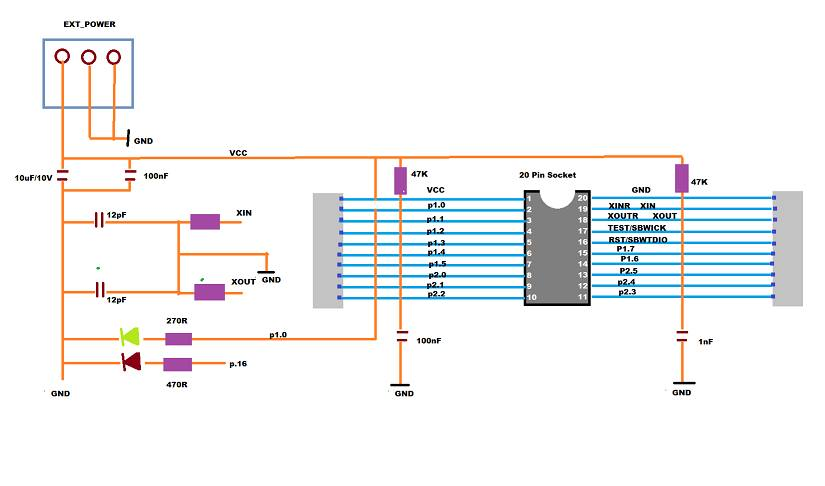 EXT_POWER
GND
VCC
10uF/10V
100nF
47K
20 Pin Socket
47K
12pF
XIN
GND
12pF
XOUT
270R
p1.0
470R
p.16
GND
VCC
p1.0
p1.1
p1.2
p1.3
p1.4
p1.5
p2.0
p2.1
p2.2
1
2
3
4
5
6
7
8
9
10
20
19
18
17
16
15
14
13
12
11
GND
XINR XIN
XOUTR XOUT
TEST/SBWICK
RST/SBWTDIO
P1.7
P1.6
P2.5
p2.4
p2.3
100nF
GND
1nF
GND